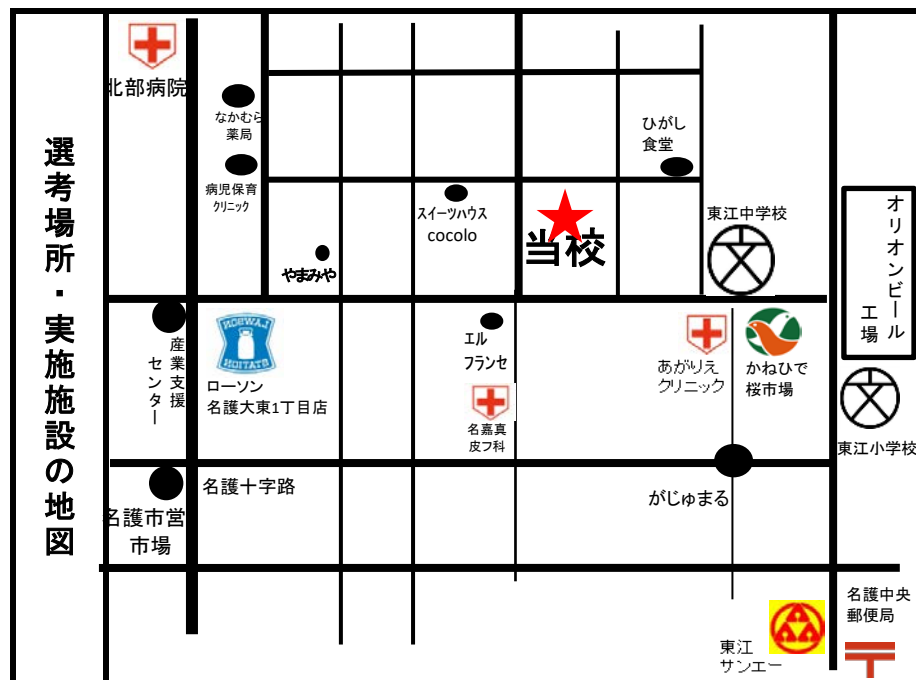 選考場所・実施施設の地図
北部病院
なかむら
薬局
病児保育
クリニック
やまみや
スイーツハウス
cocolo
当校
ひがし
食堂
東江中学校
文
オリオンビール
工場
産業支援
センター
ローソン
名護大東1丁目店
エル
フランセ
名嘉真
皮フ科
あがりえ
クリニック
かねひで
桜市場
文
東江小学校
名護市営
市場
名護十字路
がじゅまる
東江
サンエー
名護中央
郵便局